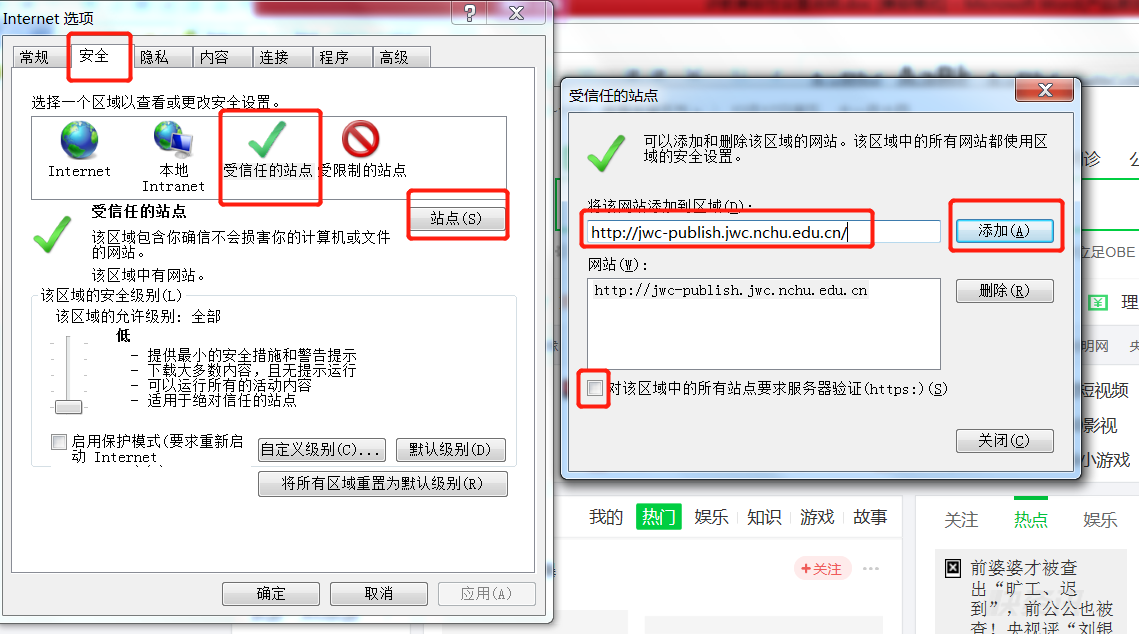 Internet 选项
常规 安全 隐私 内容 连接 程序 高级
选择一个区域以查看或更改安全设置。
Internet
本地
Intranet
受信任的站点
受限制的站点
受信任的站点
站点(S)
该区域包含你确信不会损害你的计算机或文件
的网站。
该区域中有网站。
该区域的安全级别(L)
该区域的允许级别: 全部
低
- 提供最小的安全措施和警告提示
- 下载大多数内容，且无提示运行
- 可以运行所有的活动内容
- 适用于绝对信任的站点
启用保护模式(要求重新启
动 Internet
自定义级别(C)...
默认级别(D)
将所有区域重置为默认级别(R)
确定
取消
应用(A)
受信任的站点
可以添加和删除该区域的网站。该区域中的所有网站都使用区
域的安全设置。
将该网站添加到区域(D):
http://jwc-publish.jwc.nchu.edu.cn/
添加(A)
网站(W):
http://jwc-publish.jwc.nchu.edu.cn
删除(R)
对该区域中的所有站点要求服务器验证(https:)(S)
关闭(C)
诊
立足OBE
理
明网
短视频
影视
小游戏
我的 热门 娱乐 知识 游戏 故事
+关注
关注 热点 娱乐
前婆婆才被查
出“旷工、迟
到”，前公公也被
查！央视评“刘银